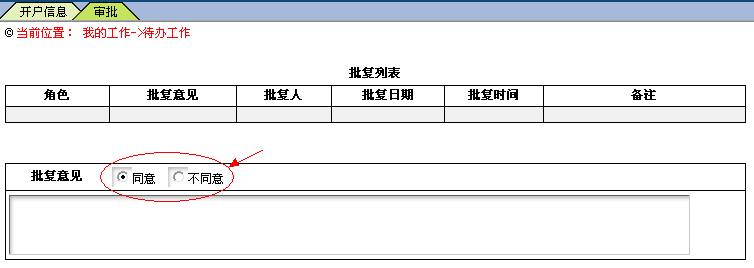 开户信息 审批
© 当前位置： 我的工作->待办工作
批复列表
角色 批复意见 批复人 批复日期 批复时间 备注
批复意见 同意 不同意